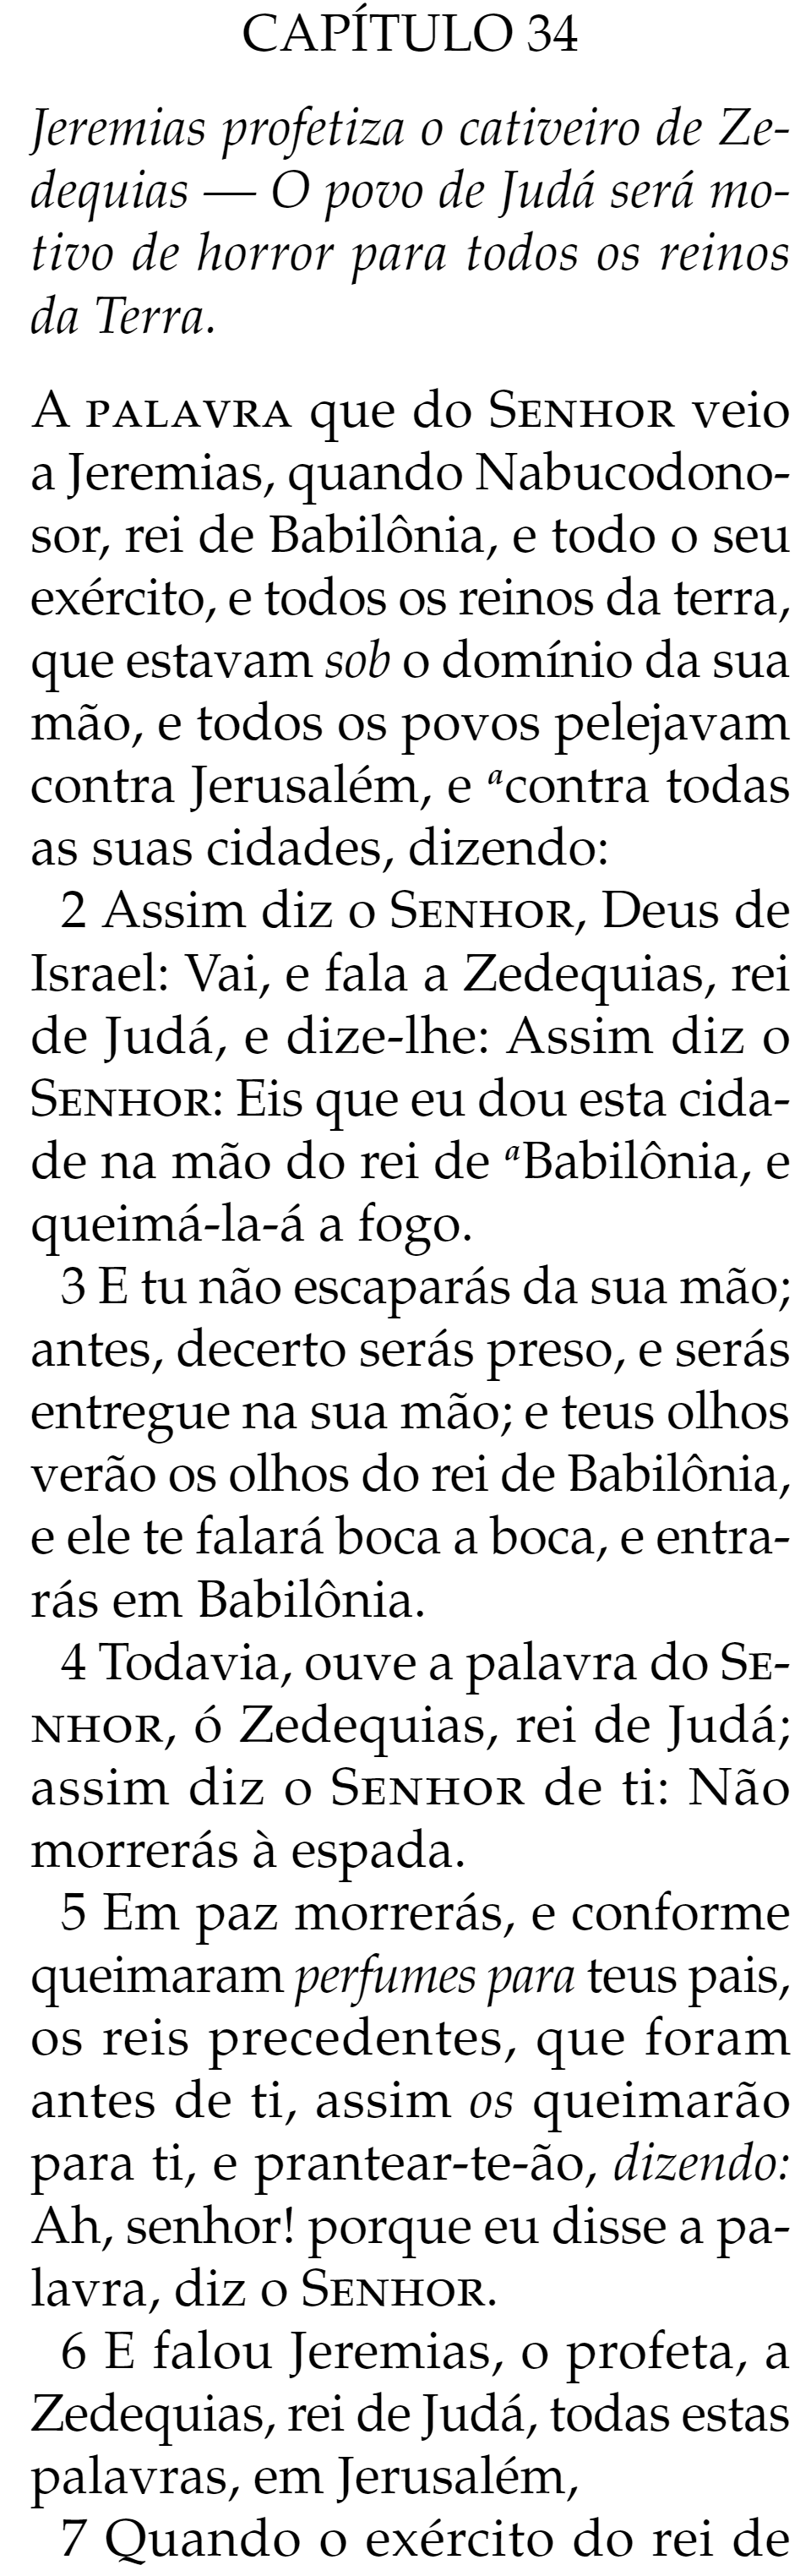 CAPÍTULO 34
Jeremias profetiza o cativeiro de Ze-
dequias — O povo de Judá será mo-
tivo de horror para todos os reinos
da Terra.
A PALAVRA que do SENHOR veio
a Jeremias, quando Nabucodono-
sor, rei de Babilônia, e todo o seu
exército, e todos os reinos da terra,
que estavam sob o domínio da sua
mão, e todos os povos pelejavam
contra Jerusalém, e acontra todas
as suas cidades, dizendo:
2 Assim diz o SENHOR, Deus de
Israel: Vai, e fala a Zedequias, rei
de Judá, e dize-lhe: Assim diz o
SENHOR: Eis que eu dou esta cida-
de na mão do rei de aBabilônia, e
queimá-la-á a fogo.
3 E tu não escaparás da sua mão;
antes, decerto serás preso, e serás
entregue na sua mão; e teus olhos
verão os olhos do rei de Babilônia,
e ele te falará boca a boca, e entra-
rás em Babilônia.
4 Todavia, ouve a palavra do SE-
NHOR, ó Zedequias, rei de Judá;
assim diz o SENHOR de ti: Não
morrerás à espada.
5 Em paz morrerás, e conforme
queimaram perfumes para teus pais,
os reis precedentes, que foram
antes de ti, assim os queimarão
para ti, e prantear-te-ão, dizendo:
Ah, senhor! porque eu disse a pa-
lavra, diz o SENHOR.
6 E falou Jeremias, o profeta, a
Zedequias, rei de Judá, todas estas
palavras, em Jerusalém,
7 Quando o exército do rei de